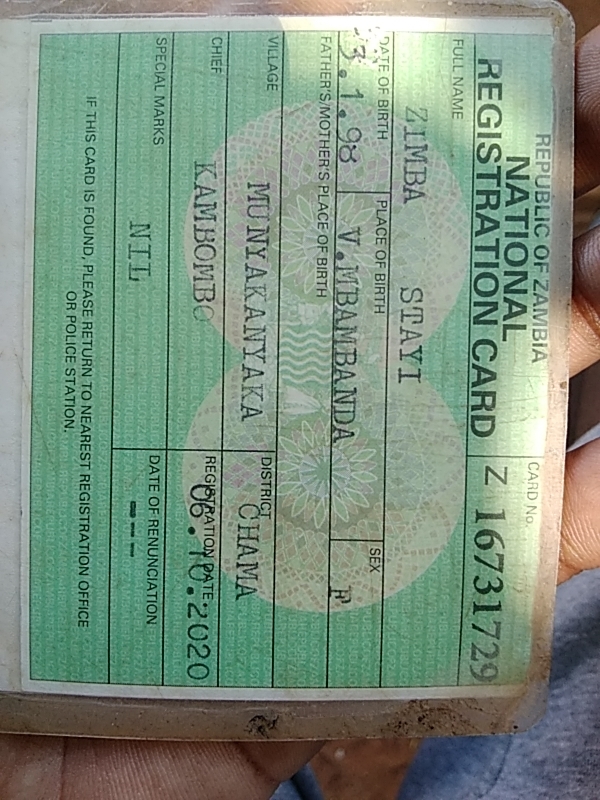 REPUBLIC OF ZAMBIA
NATIONAL
REGISTRATION CARD
CARD No.
Z 16731729
FULL NAME
ZIMBA STAYI
DATE OF BIRTH
PLACE OF BIRTH
SEX
3.1.98
V.MBAMBANDA
F
FATHER'S/MOTHER'S PLACE OF BIRTH
VILLAGE
MUNYAKANYAKA
DISTRICT
CHAMA
CHIEF
KAMBOMBO
REGISTRATION DATE
06.10.2020
SPECIAL MARKS
NIL
DATE OF RENUNCIATION
---
IF THIS CARD IS FOUND, PLEASE RETURN TO NEAREST REGISTRATION OFFICE
OR POLICE STATION.